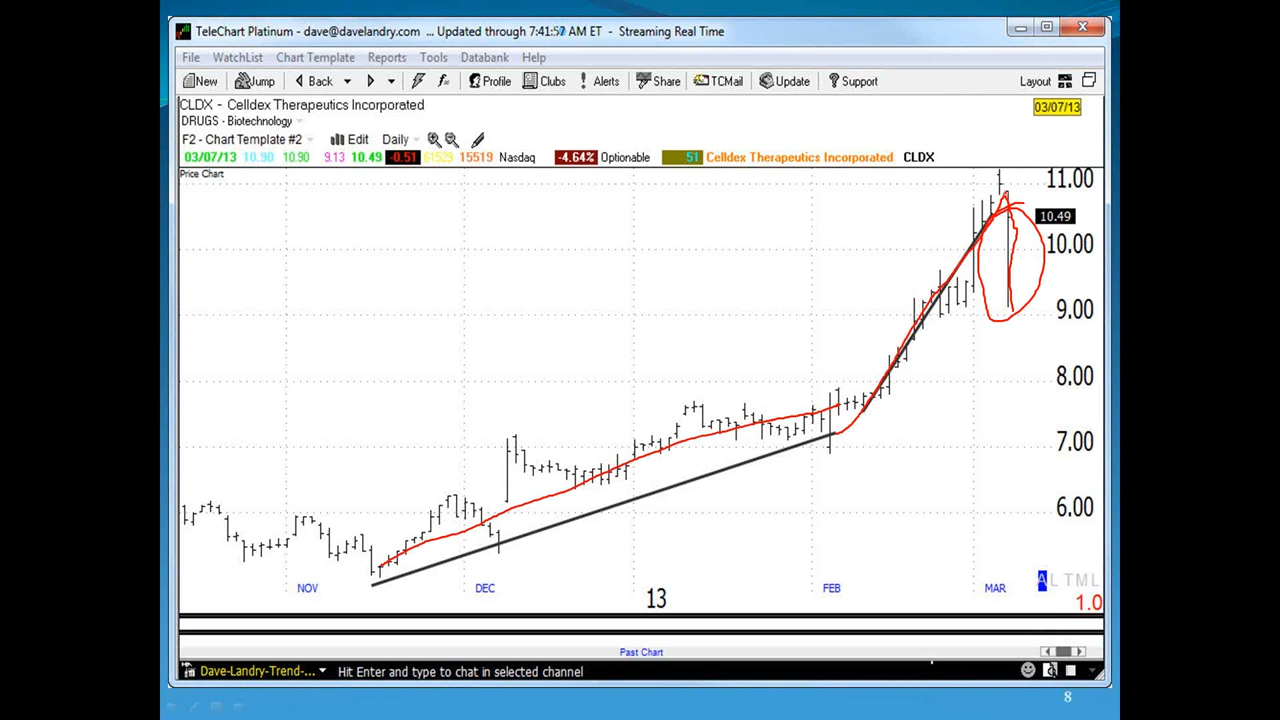 TeleChart Platinum - dave@davelandry.com ... Updated through 7:41:57 AM ET - Streaming Real Time
File WatchList Chart Template Reports Tools Databank Help
New Jump Back Profile Clubs Alerts Share TCMail Update Support Layout
CLDX - Celldex Therapeutics Incorporated 03/07/13
DRUGS - Biotechnology
F2 - Chart Template #2 Edit Daily
03/07/13 10.90 10.90 9.13 10.49 -0.51 61529 15519 Nasdaq -4.64% Optionable 51 Celldex Therapeutics Incorporated CLDX
Price Chart
11.00
10.49
10.00
9.00
8.00
7.00
6.00
NOV DEC 13 FEB MAR
A L T M L
1.0
Past Chart
Dave-Landry-Trend-... Hit Enter and type to chat in selected channel
8